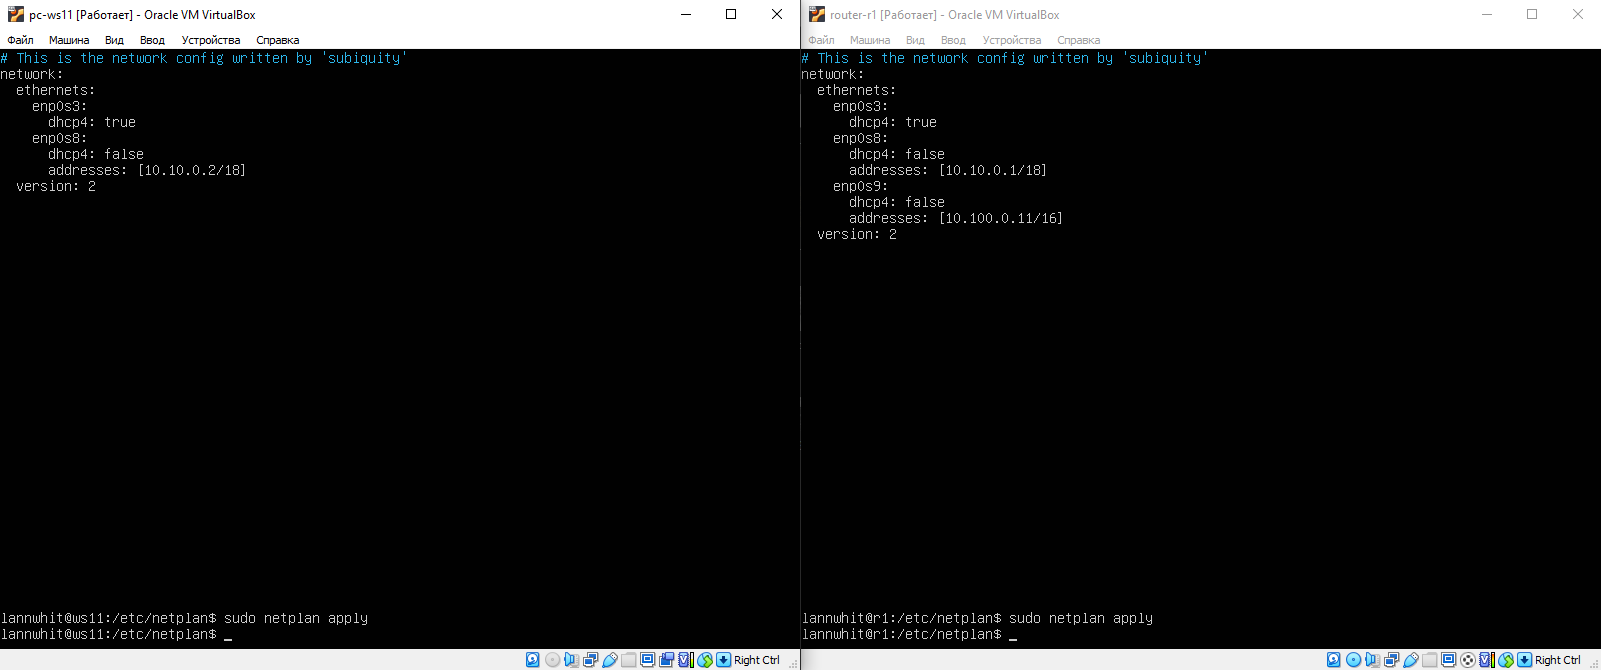 pc-ws11 [Работает] - Oracle VM VirtualBox
Файл Машина Вид Ввод Устройства Справка
# This is the network config written by 'subiquity'
network:
  ethernets:
    enp0s3:
      dhcp4: true
    enp0s8:
      dhcp4: false
      addresses: [10.10.0.2/18]
  version: 2
lannwhit@ws11:/etc/netplan$ sudo netplan apply
lannwhit@ws11:/etc/netplan$ _
Right Ctrl
router-r1 [Работает] - Oracle VM VirtualBox
Файл Машина Вид Ввод Устройства Справка
# This is the network config written by 'subiquity'
network:
  ethernets:
    enp0s3:
      dhcp4: true
    enp0s8:
      dhcp4: false
      addresses: [10.10.0.1/18]
    enp0s9:
      dhcp4: false
      addresses: [10.100.0.11/16]
  version: 2
lannwhit@r1:/etc/netplan$ sudo netplan apply
lannwhit@r1:/etc/netplan$ _
Right Ctrl